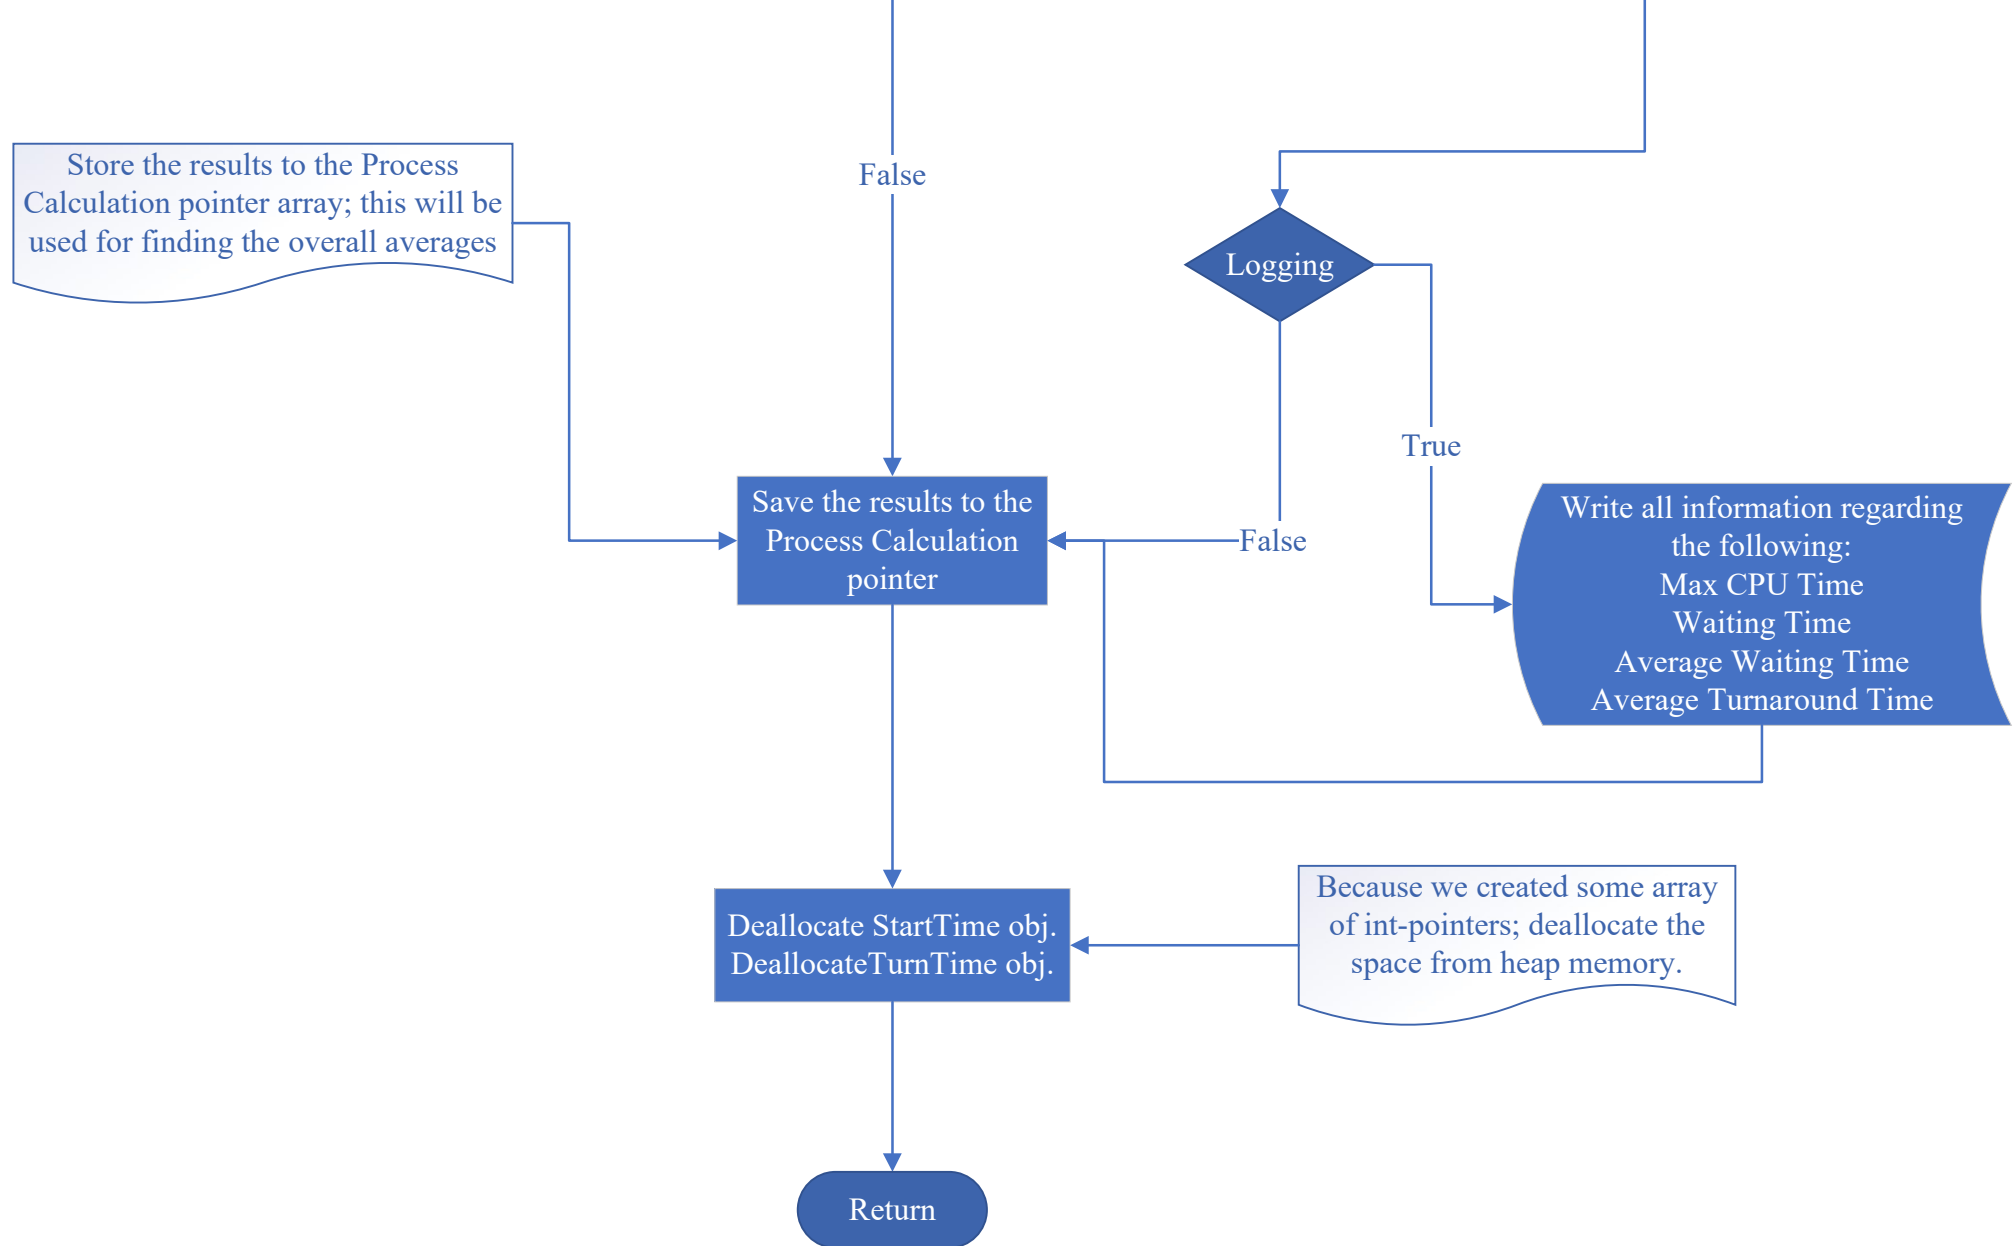 Store the results to the Process
Calculation pointer array; this will be
used for finding the overall averages
False
Logging
True
False
Save the results to the
Process Calculation
pointer
Write all information regarding
the following:
Max CPU Time
Waiting Time
Average Waiting Time
Average Turnaround Time
Deallocate StartTime obj.
DeallocateTurnTime obj.
Because we created some array
of int-pointers; deallocate the
space from heap memory.
Return